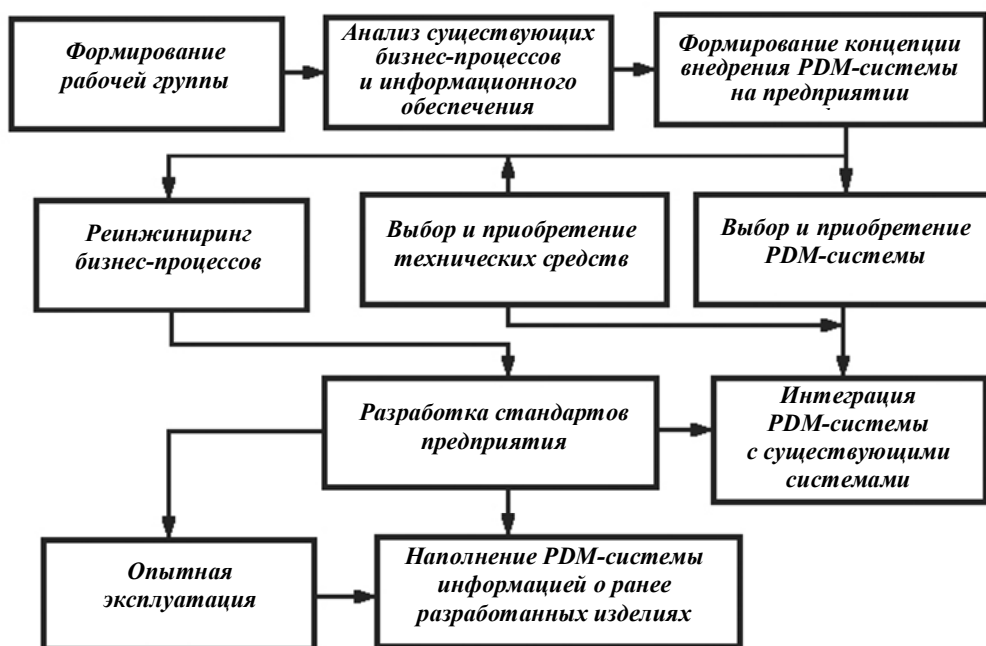 Формирование
рабочей группы
Анализ существующих
бизнес-процессов
и информационного
обеспечения
Формирование концепции
внедрения PDM-системы
на предприятии
Реинжиниринг
бизнес-процессов
Выбор и приобретение
технических средств
Выбор и приобретение
PDM-системы
Разработка стандартов
предприятия
Интеграция
PDM-системы
с существующими
системами
Опытная
эксплуатация
Наполнение PDM-системы
информацией о ранее
разработанных изделиях